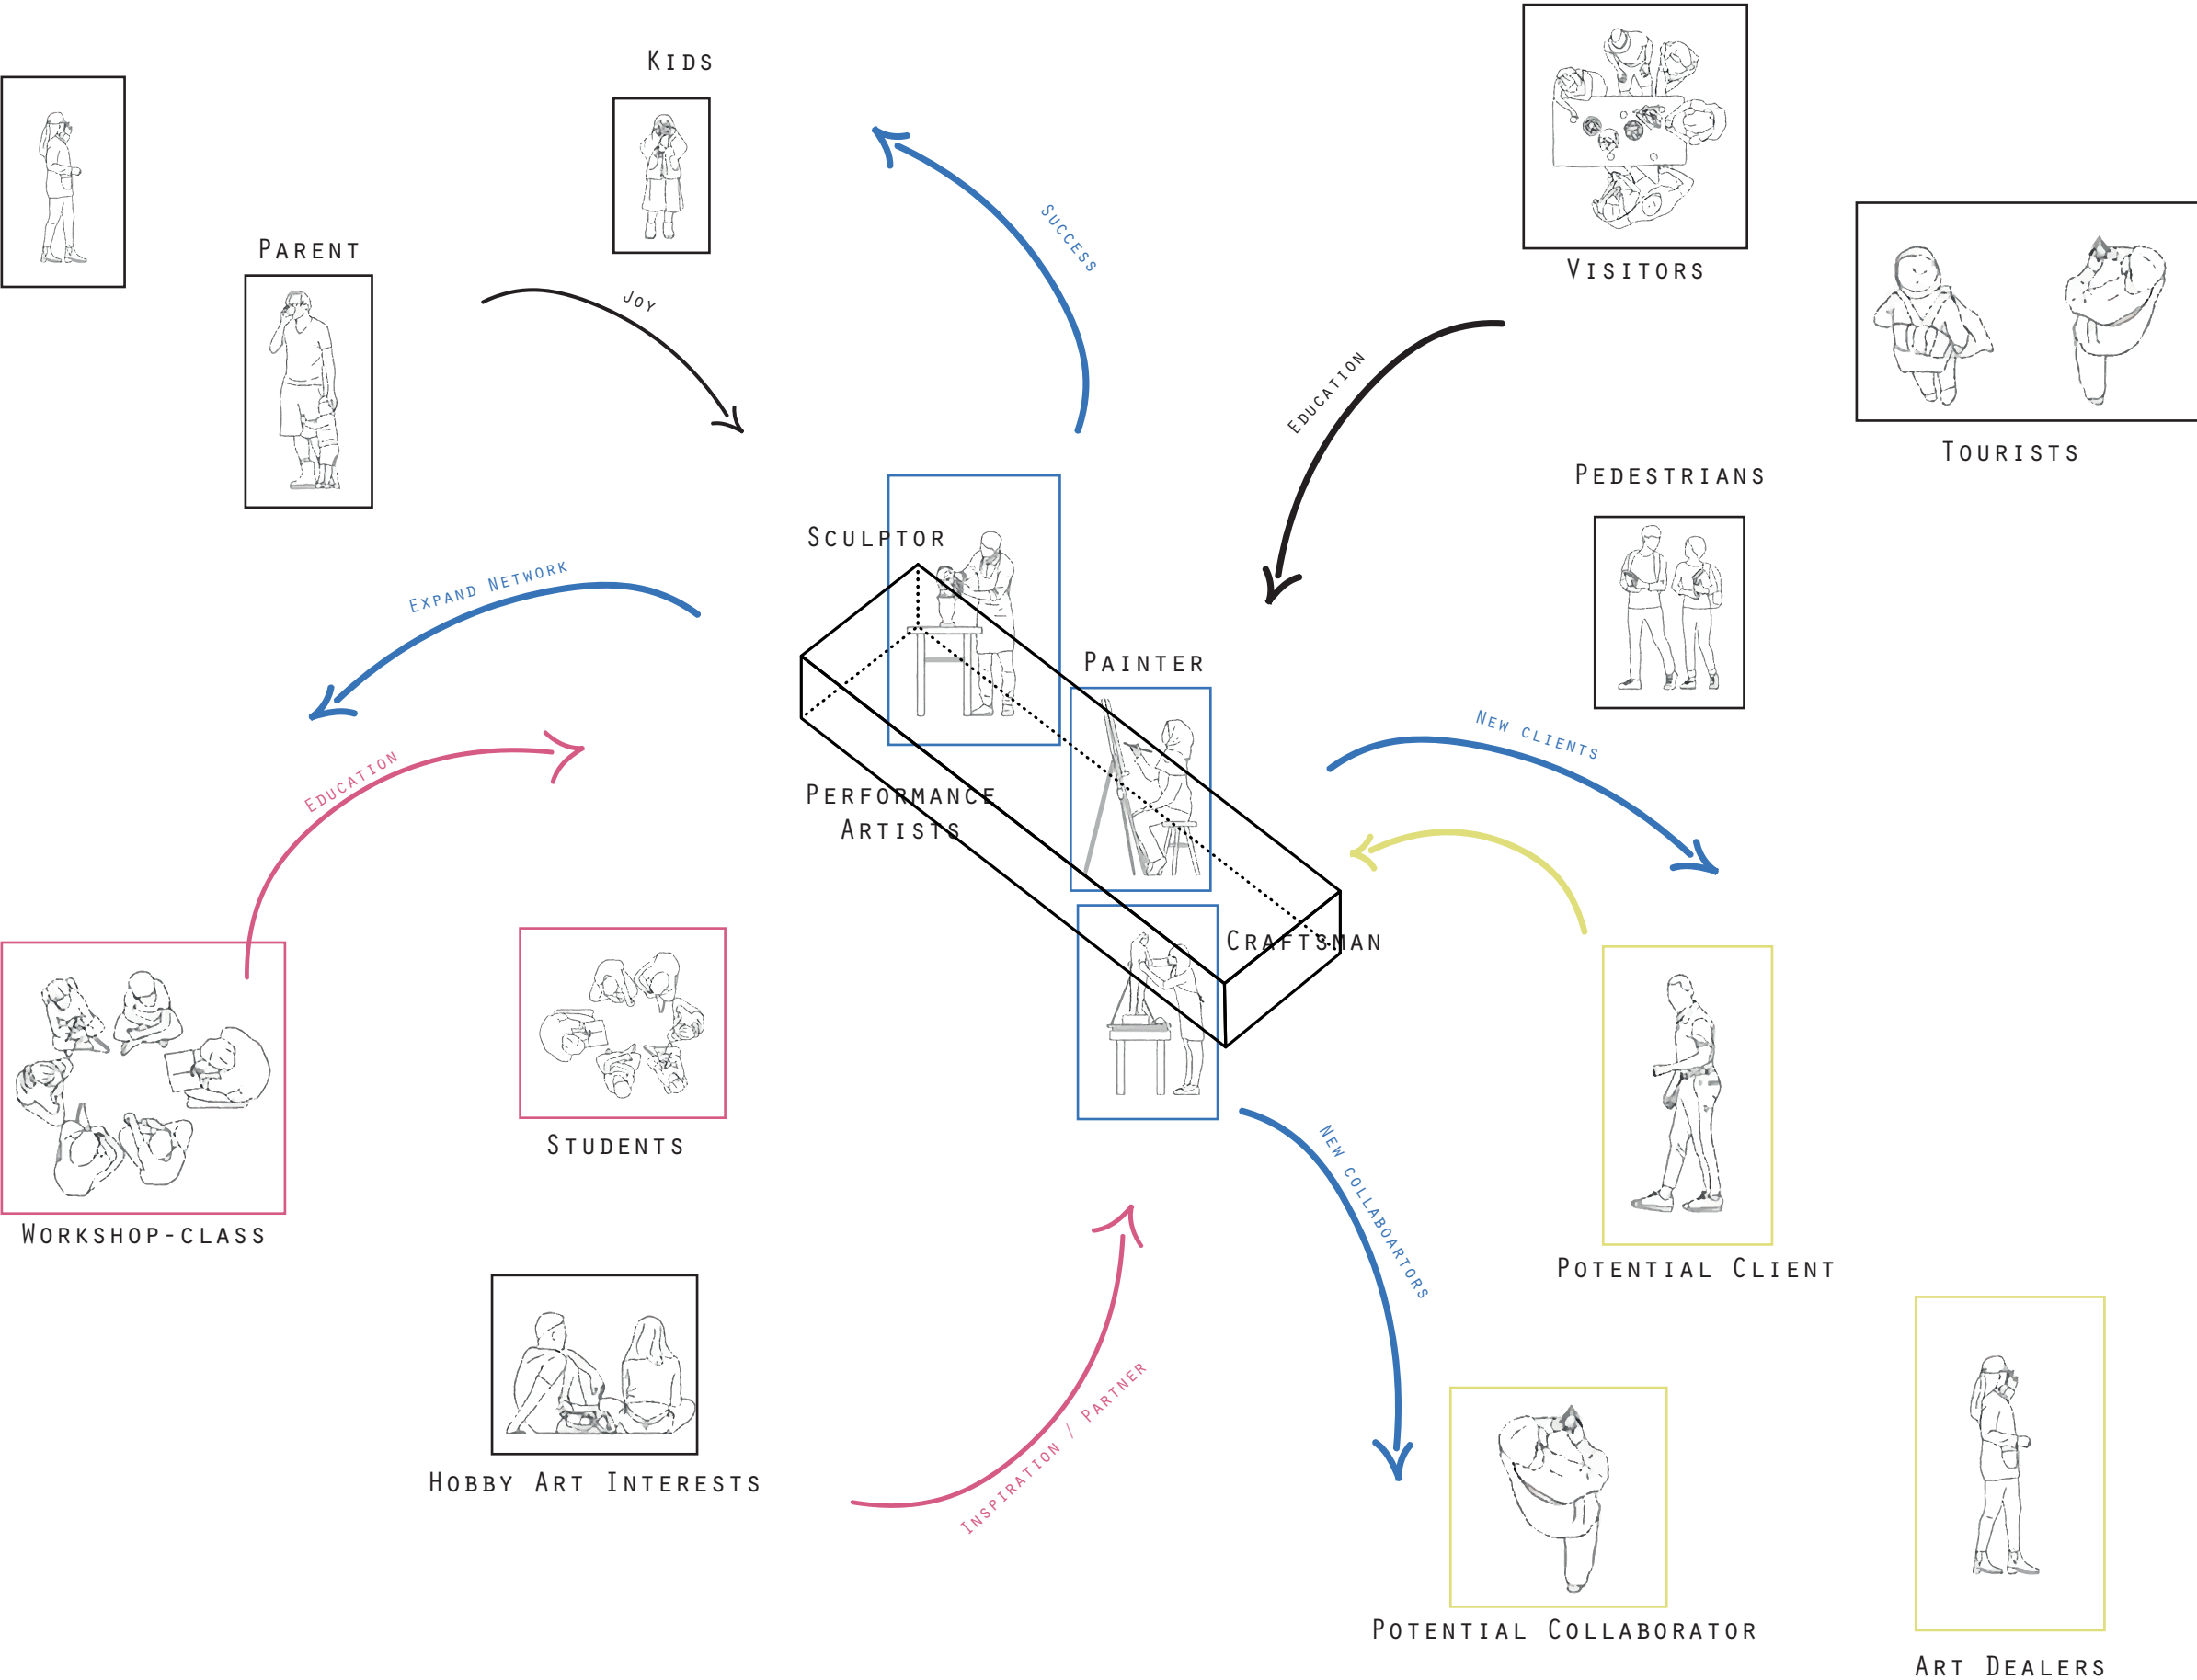 Kids
Parent
Joy
Success
Visitors
Tourists
Education
Pedestrians
Sculptor
Expand Network
Painter
New clients
Education
Performance
Artists
Craftsman
Students
Workshop-class
New collaboartors
Potential Client
Hobby Art Interests
Inspiration / Partner
Potential Collaborator
Art Dealers